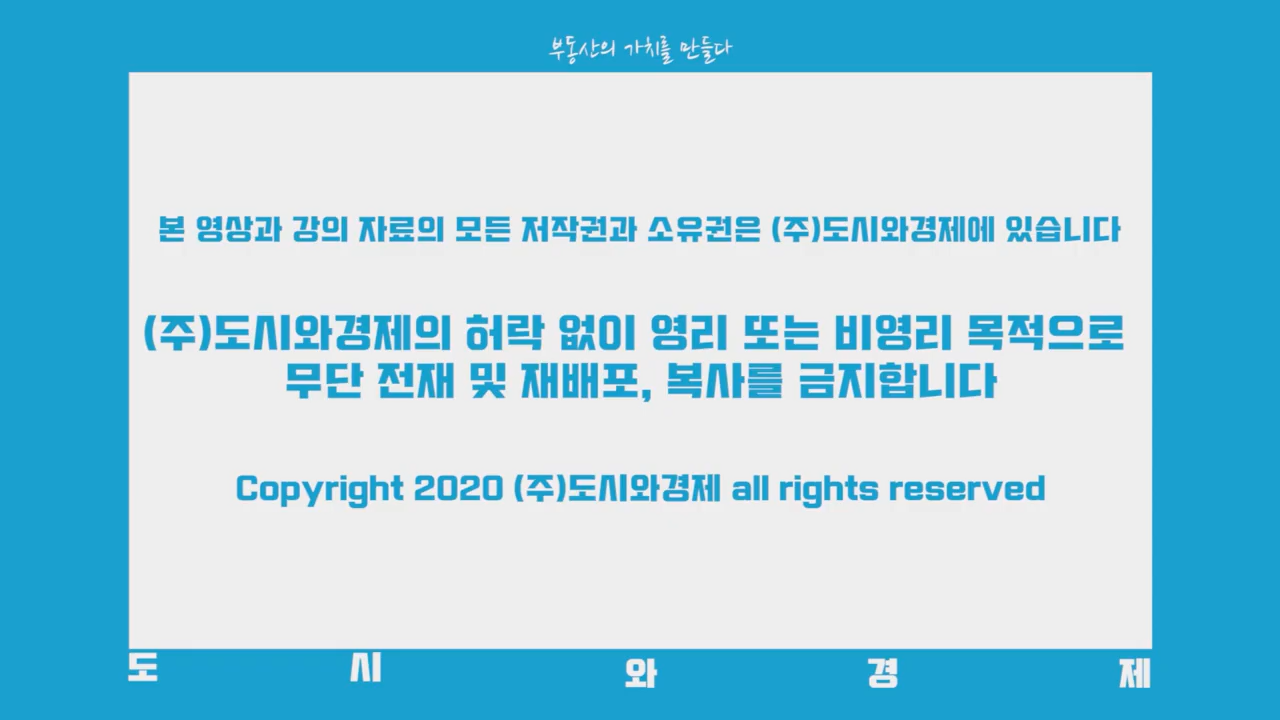 부동산의 가치를 만들다
본 영상과 강의 자료의 모든 저작권과 소유권은 (주)도시와경제에 있습니다
(주)도시와경제의 허락 없이 영리 또는 비영리 목적으로
무단 전재 및 재배포, 복사를 금지합니다
Copyright 2020 (주)도시와경제 all rights reserved
도 시 와 경 제